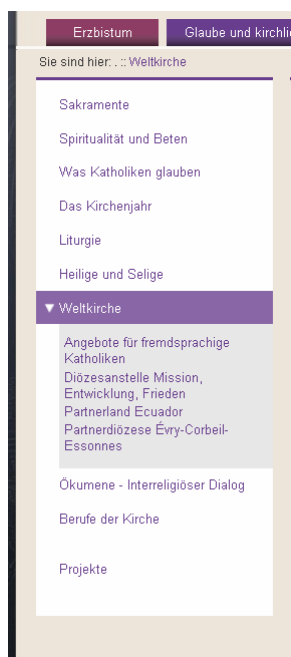 Erzbistum Glaube und
Sie sind hier: . :: Weltkirche
Sakramente
Spiritualität und Beten
Was Katholiken glauben
Das Kirchenjahr
Liturgie
Heilige und Selige
Weltkirche
Angebote für fremdsprachige
Katholiken
Diözesanstelle Mission,
Entwicklung, Frieden
Partnerland Ecuador
Partnerdiözese Évry-Corbeil-
Essonnes
Ökumene - Interreligiöser Dialog
Berufe der Kirche
Projekte